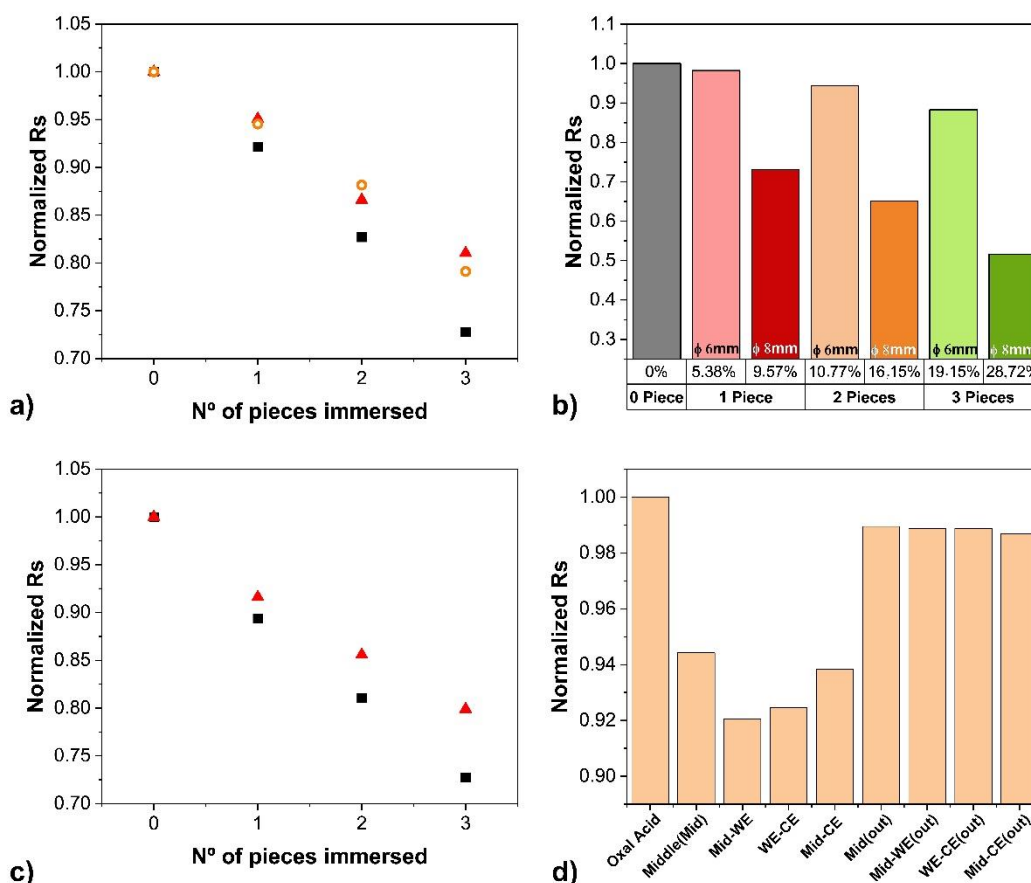 1.05
1.00
0.95
0.90
0.85
0.80
0.75
0.70
Normalized Rs
0 1 2 3
Nº of pieces immersed
a)
1.0
0.9
0.8
0.7
0.6
0.5
0.4
0.3
Normalized Rs
ϕ 6mm ϕ 8mm ϕ 6mm ϕ 8mm ϕ 6mm ϕ 8mm
0% 5.38% 9.57% 10.77% 16,15% 19.15% 28.72%
0 Piece 1 Piece 2 Pieces 3 Pieces
b)
1.05
1.00
0.95
0.90
0.85
0.80
0.75
0.70
Normalized Rs
0 1 2 3
Nº of pieces immersed
c)
1.00
0.98
0.96
0.94
0.92
0.90
Normalized Rs
Oxal Acid
Middle(Mid)
Mid-WE
WE-CE
Mid-CE
Mid(out)
Mid-WE(out)
WE-CE(out)
Mid-CE(out)
d)